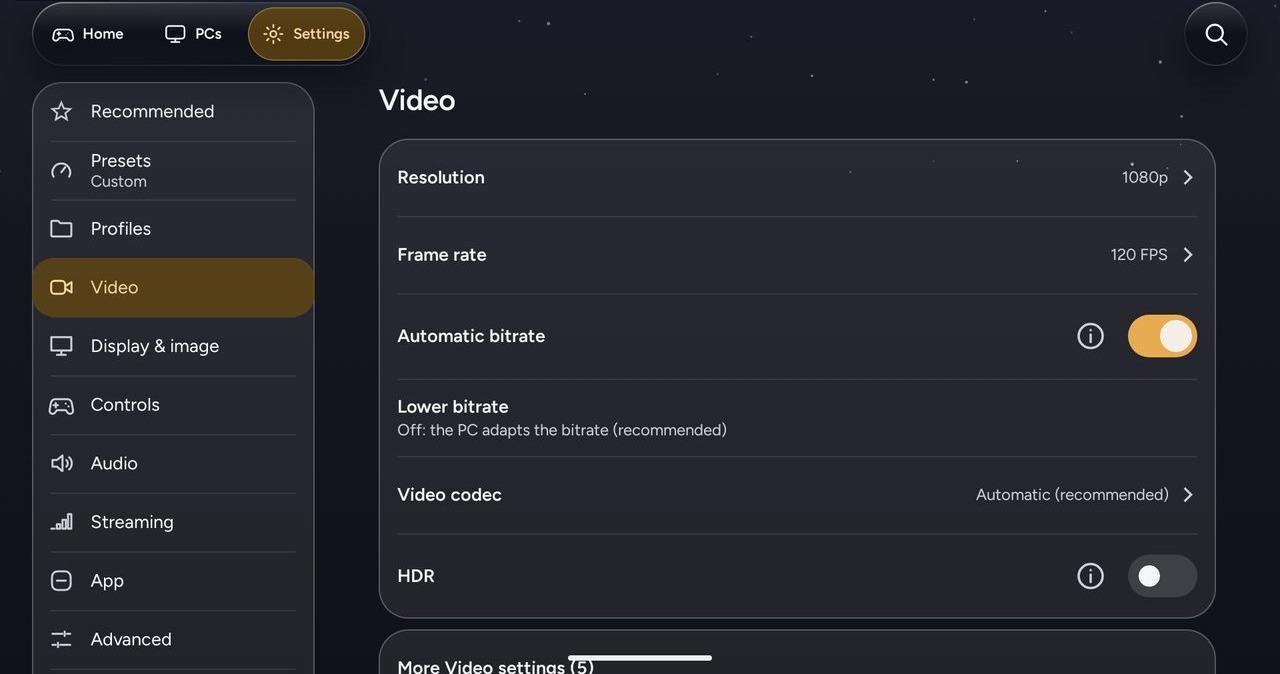 Home
PCs
Settings
Recommended
Presets
Custom
Profiles
Video
Display & image
Controls
Audio
Streaming
App
Advanced
Video
Resolution
1080p
Frame rate
120 FPS
Automatic bitrate
Lower bitrate
Off: the PC adapts the bitrate (recommended)
Video codec
Automatic (recommended)
HDR
More Video settings (5)